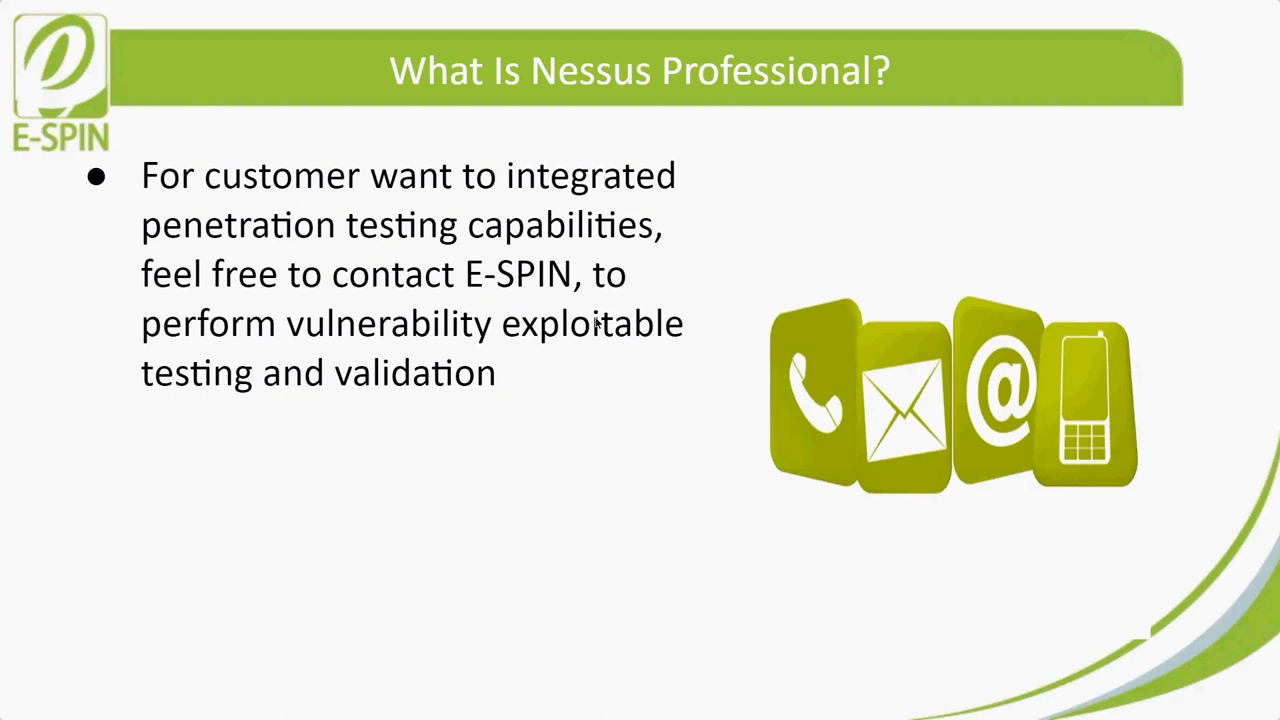 What Is Nessus Professional?
E-SPIN
● For customer want to integrated
penetration testing capabilities,
feel free to contact E-SPIN, to
perform vulnerability exploitable
testing and validation
@